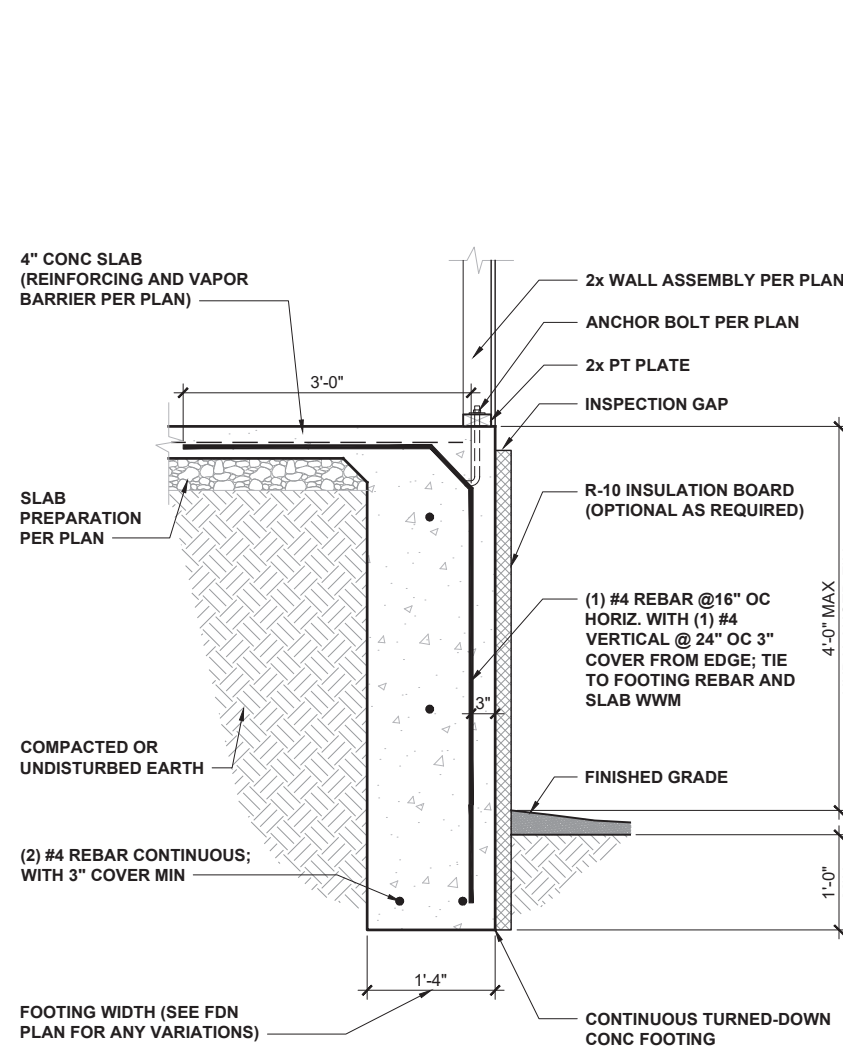 4" CONC SLAB
(REINFORCING AND VAPOR
BARRIER PER PLAN)
3'-0"
2x WALL ASSEMBLY PER PLAN
ANCHOR BOLT PER PLAN
2x PT PLATE
INSPECTION GAP
SLAB
PREPARATION
PER PLAN
R-10 INSULATION BOARD
(OPTIONAL AS REQUIRED)
(1) #4 REBAR @16" OC
HORIZ. WITH (1) #4
VERTICAL @ 24" OC 3"
COVER FROM EDGE; TIE
TO FOOTING REBAR AND
SLAB WWM
4'-0" MAX
3"
COMPACTED OR
UNDISTURBED EARTH
FINISHED GRADE
(2) #4 REBAR CONTINUOUS;
WITH 3" COVER MIN
1'-0"
1'-4"
FOOTING WIDTH (SEE FDN
PLAN FOR ANY VARIATIONS)
CONTINUOUS TURNED-DOWN
CONC FOOTING